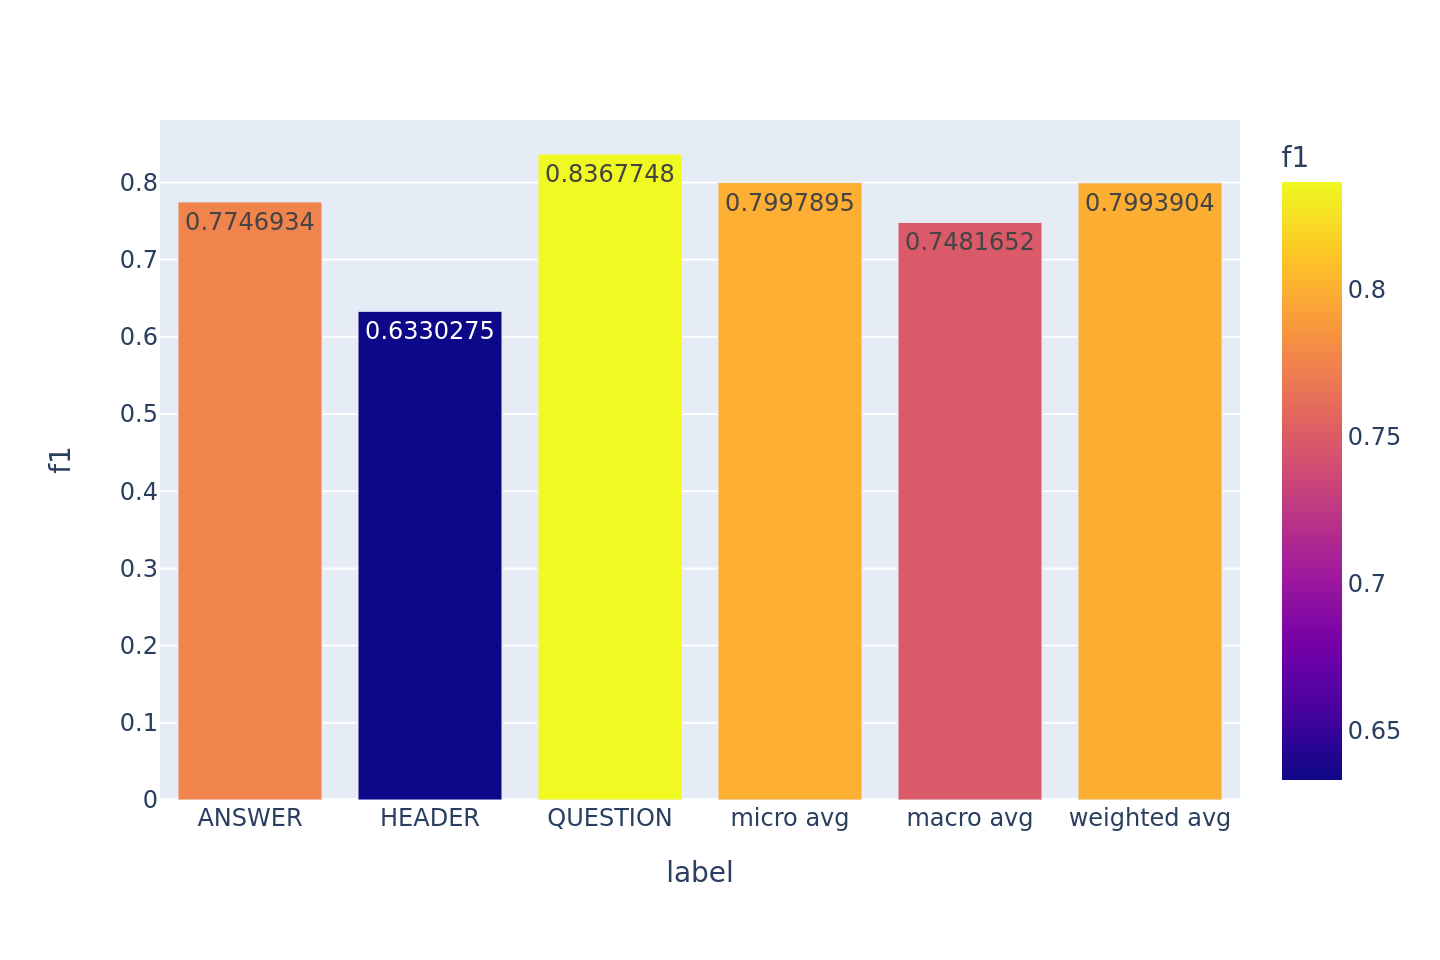 f1
0.8
0.7
0.6
0.5
0.4
0.3
0.2
0.1
0
0.7746934
0.6330275
0.8367748
0.7997895
0.7481652
0.7993904
ANSWER
HEADER
QUESTION
micro avg
macro avg
weighted avg
label
f1
0.8
0.75
0.7
0.65